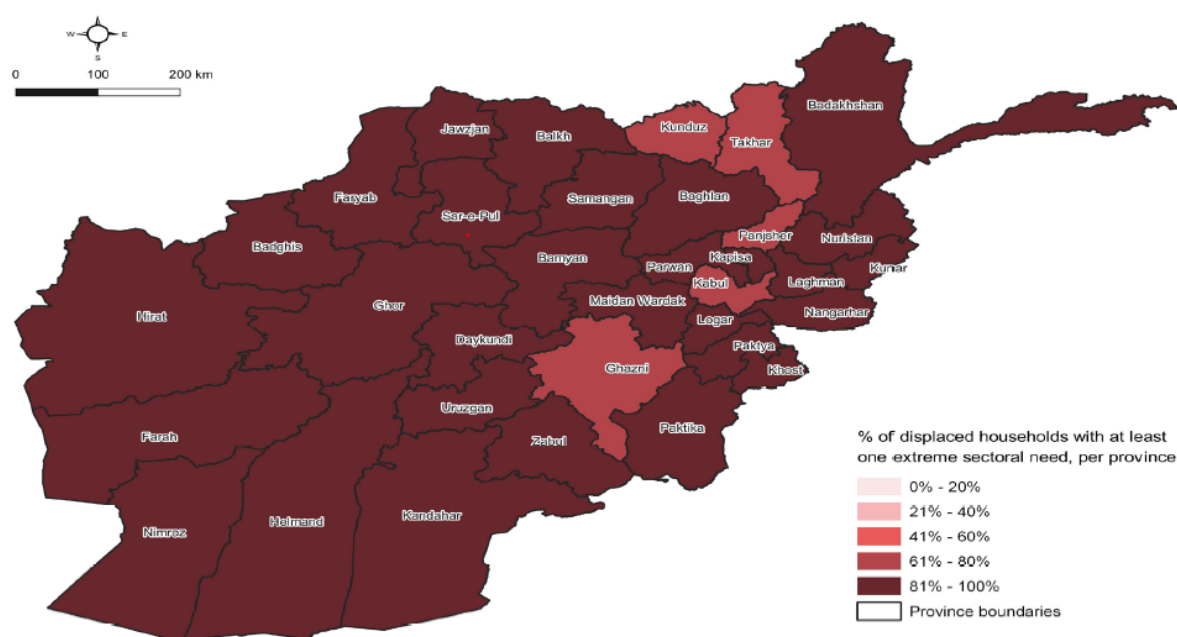 N
W E
S
0 100 200 km
Badakhshan
Kunduz
Jawzjan
Balkh
Takhar
Faryab
Samangan
Baghlan
Sar-e-Pul
Panjsher
Nuristan
Badghis
Bamyan
Parwan
Kapisa
Kunar
Kabul
Laghman
Ghor
Maidan Wardak
Nangarhar
Hirat
Logar
Daykundi
Paktya
Ghazni
Khost
Uruzgan
Paktika
Farah
Zabul
Kandahar
Helmand
Nimroz
% of displaced households with at least
one extreme sectoral need, per province
0% - 20%
21% - 40%
41% - 60%
61% - 80%
81% - 100%
Province boundaries